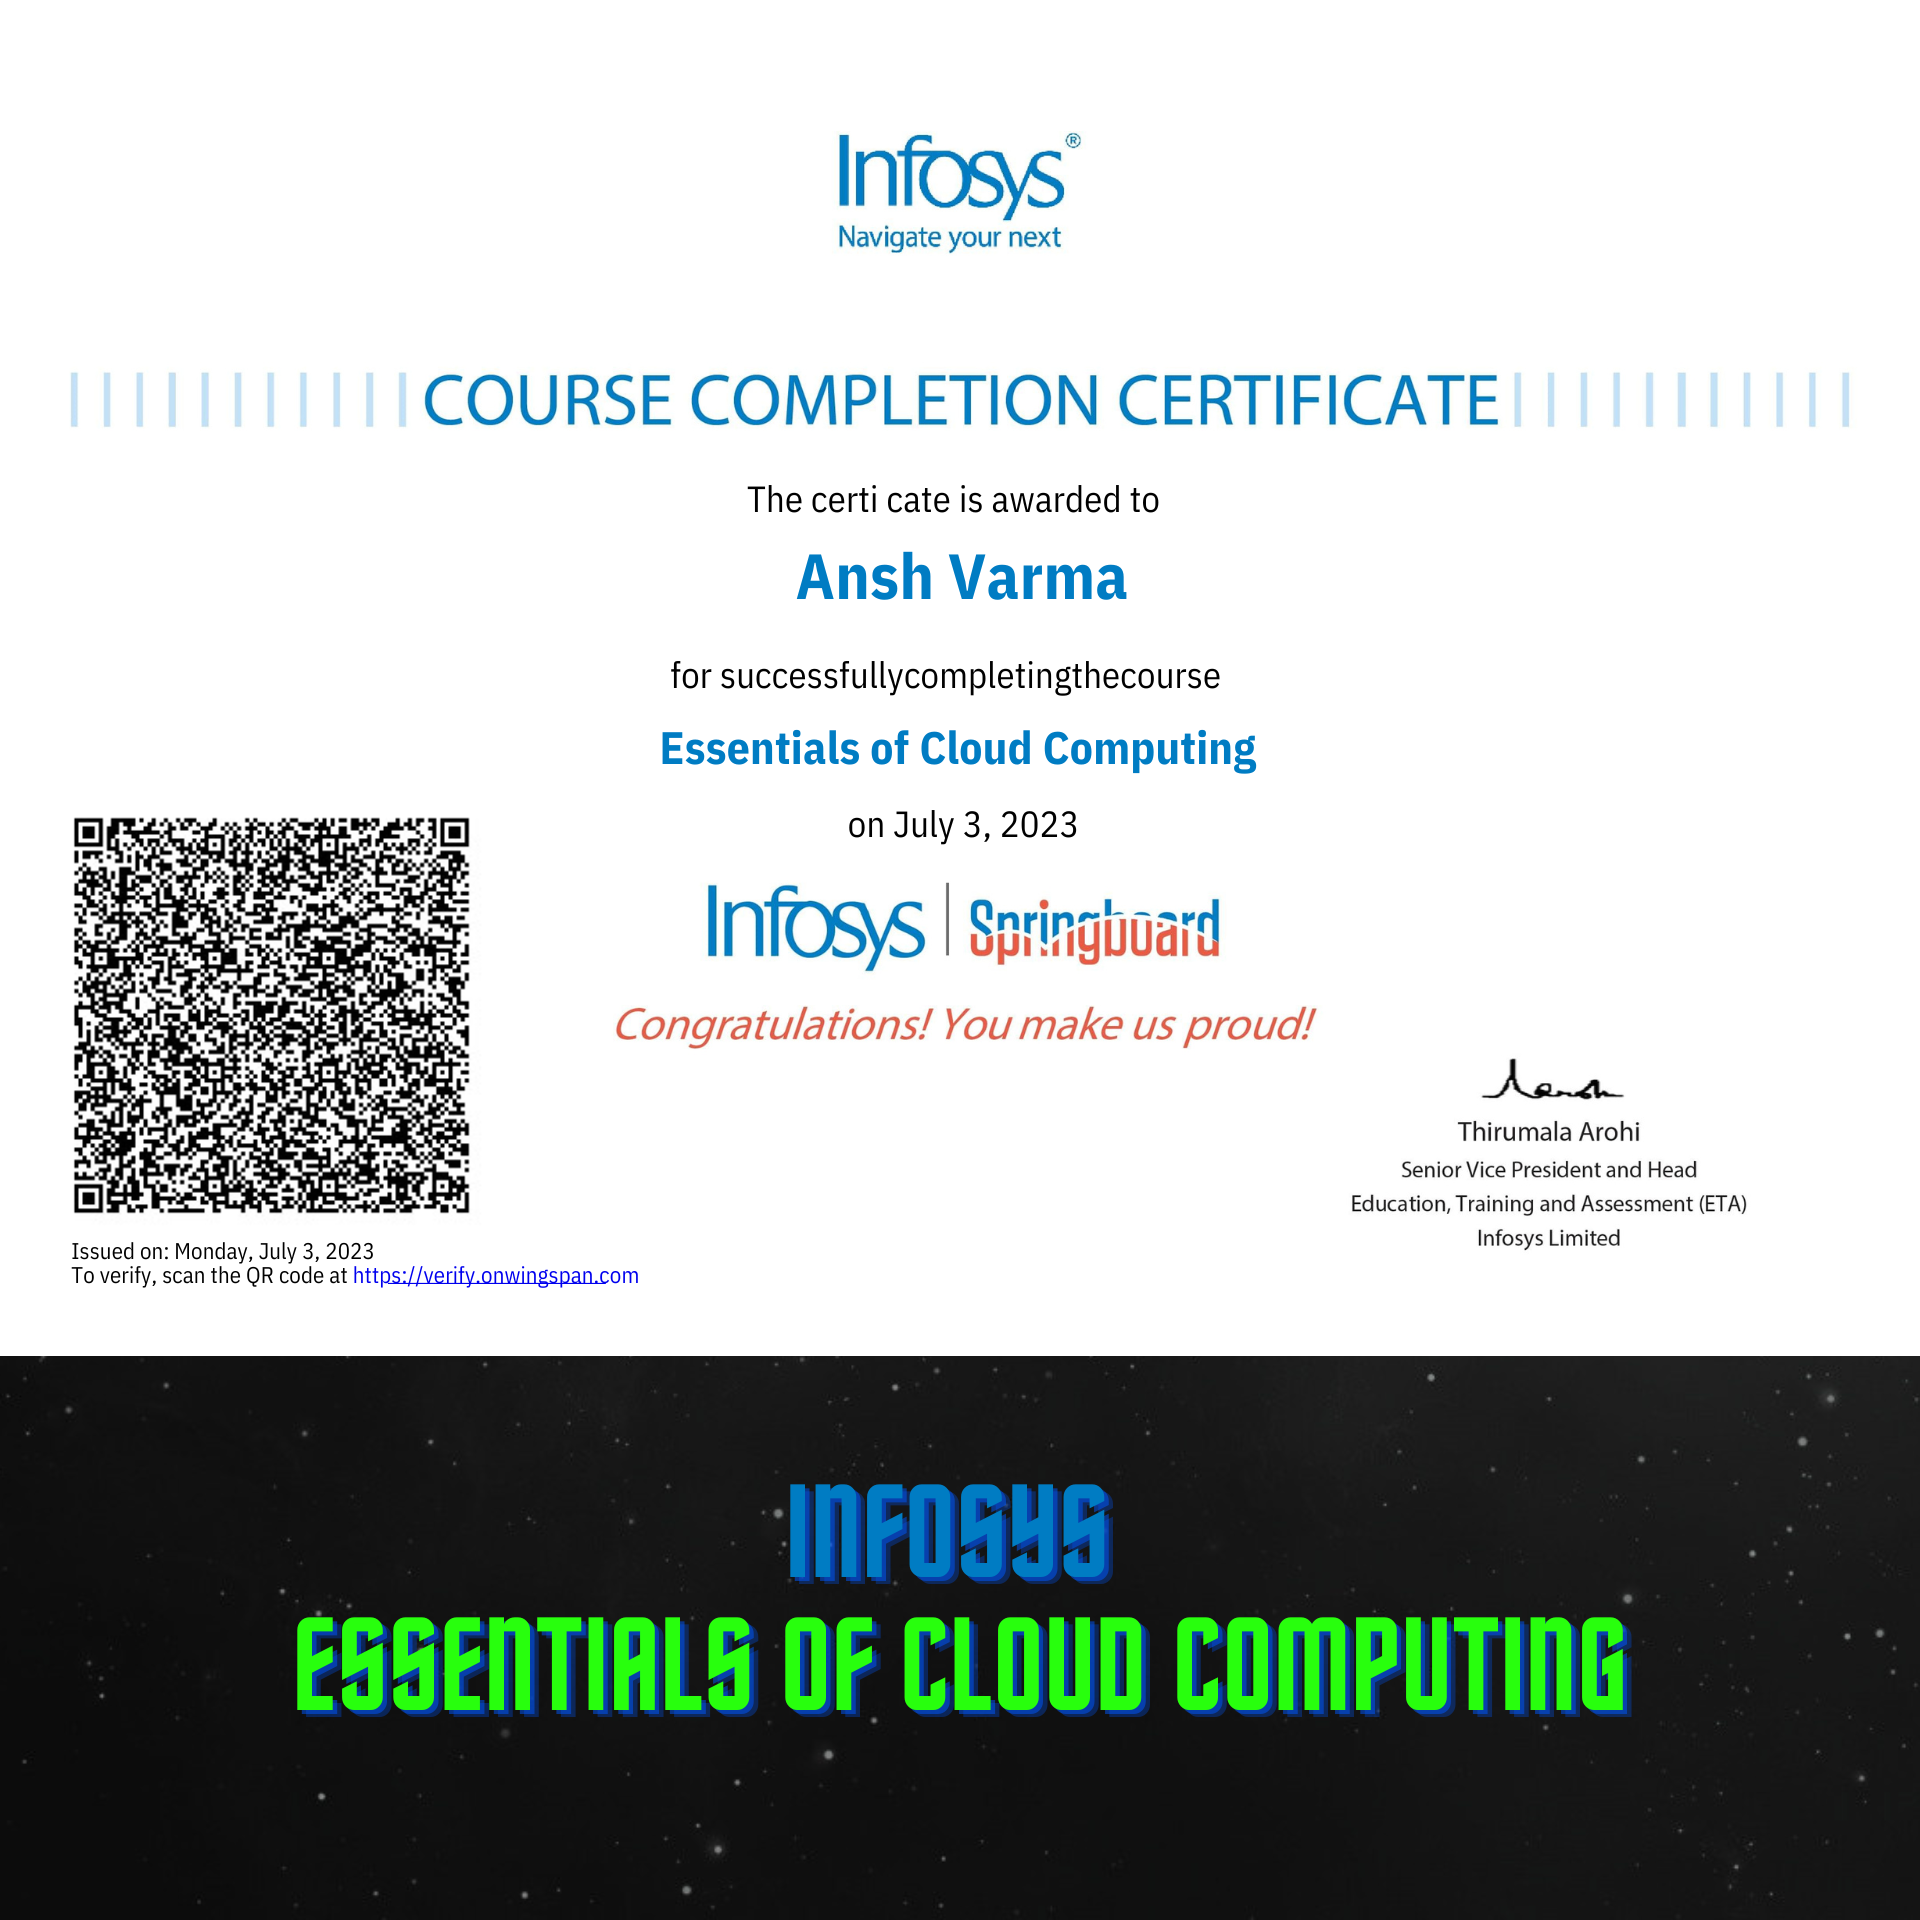 Infosys®
Navigate your next
COURSE COMPLETION CERTIFICATE
The certi cate is awarded to
Ansh Varma
for successfullycompletingthecourse
Essentials of Cloud Computing
on July 3, 2023
Infosys | Springboard
Congratulations! You make us proud!
Thirumala Arohi
Senior Vice President and Head
Education, Training and Assessment (ETA)
Infosys Limited
Issued on: Monday, July 3, 2023
To verify, scan the QR code at https://verify.onwingspan.com
INFOSYS
ESSENTIALS OF CLOUD COMPUTING